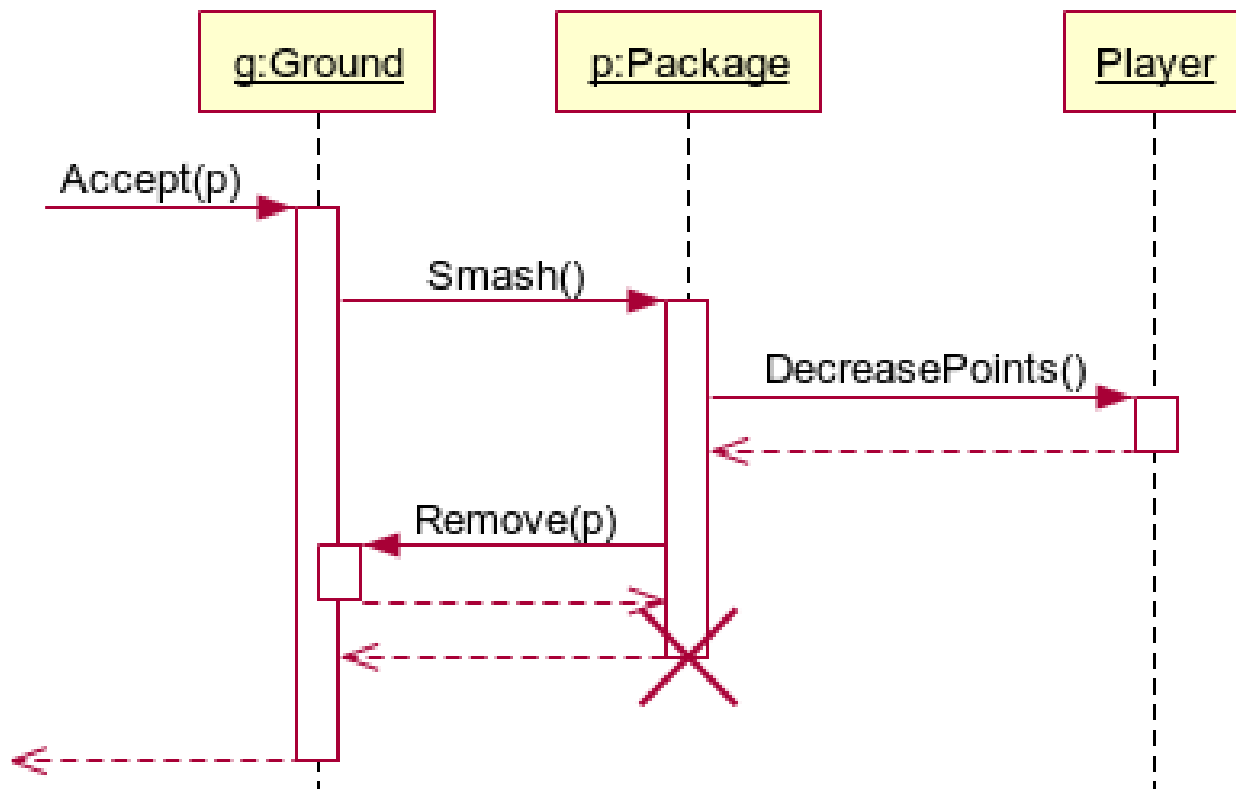 g:Ground
p:Package
Player
Accept(p)
Smash()
DecreasePoints()
Remove(p)